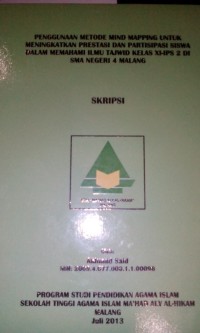 PENGGUNAAN METODE MIND MAPPING UNTUK
MENINGKATKAN PRESTASI DAN PARTISIPASI SISWA
DALAM MEMAHAMI ILMU TAJWID KELAS XI-IPS 2 DI
SMA NEGERI 4 MALANG
SKRIPSI
Oleh
Said
PROGRAM STUDI PENDIDIKAN AGAMA ISLAM
SEKOLAH TINGGI AGAMA ISLAM MA'HAD ALY AL-HIKAM
MALANG
Juli 2013